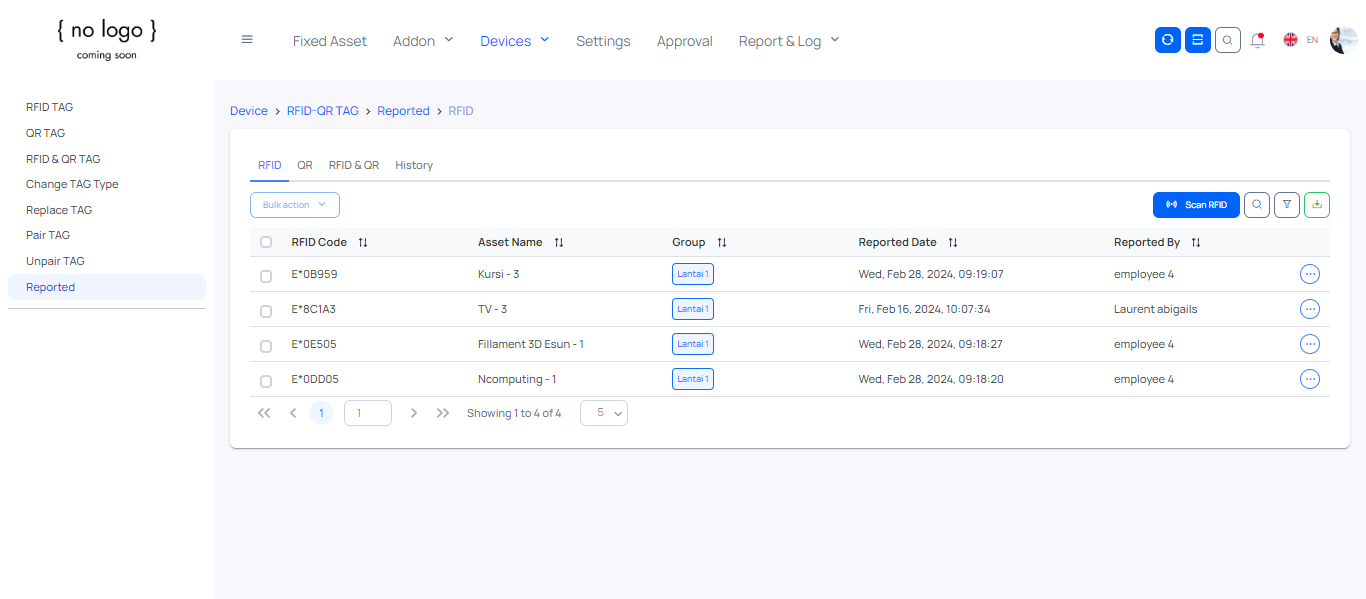 { no logo }
coming soon
Fixed Asset Addon Devices Settings Approval Report & Log EN
RFID TAG
QR TAG
RFID & QR TAG
Change TAG Type
Replace TAG
Pair TAG
Unpair TAG
Reported
Device > RFID-QR TAG > Reported > RFID
RFID QR RFID & QR History
Bulk action Scan RFID
RFID Code Asset Name Group Reported Date Reported By
E*0B959 Kursi - 3 Lantai 1 Wed, Feb 28, 2024, 09:19:07 employee 4
E*8C1A3 TV - 3 Lantai 1 Fri, Feb 16, 2024, 10:07:34 Laurent abigails
E*0E505 Fillament 3D Esun - 1 Lantai 1 Wed, Feb 28, 2024, 09:18:27 employee 4
E*0DD05 Ncomputing - 1 Lantai 1 Wed, Feb 28, 2024, 09:18:20 employee 4
1 1 Showing 1 to 4 of 4 5